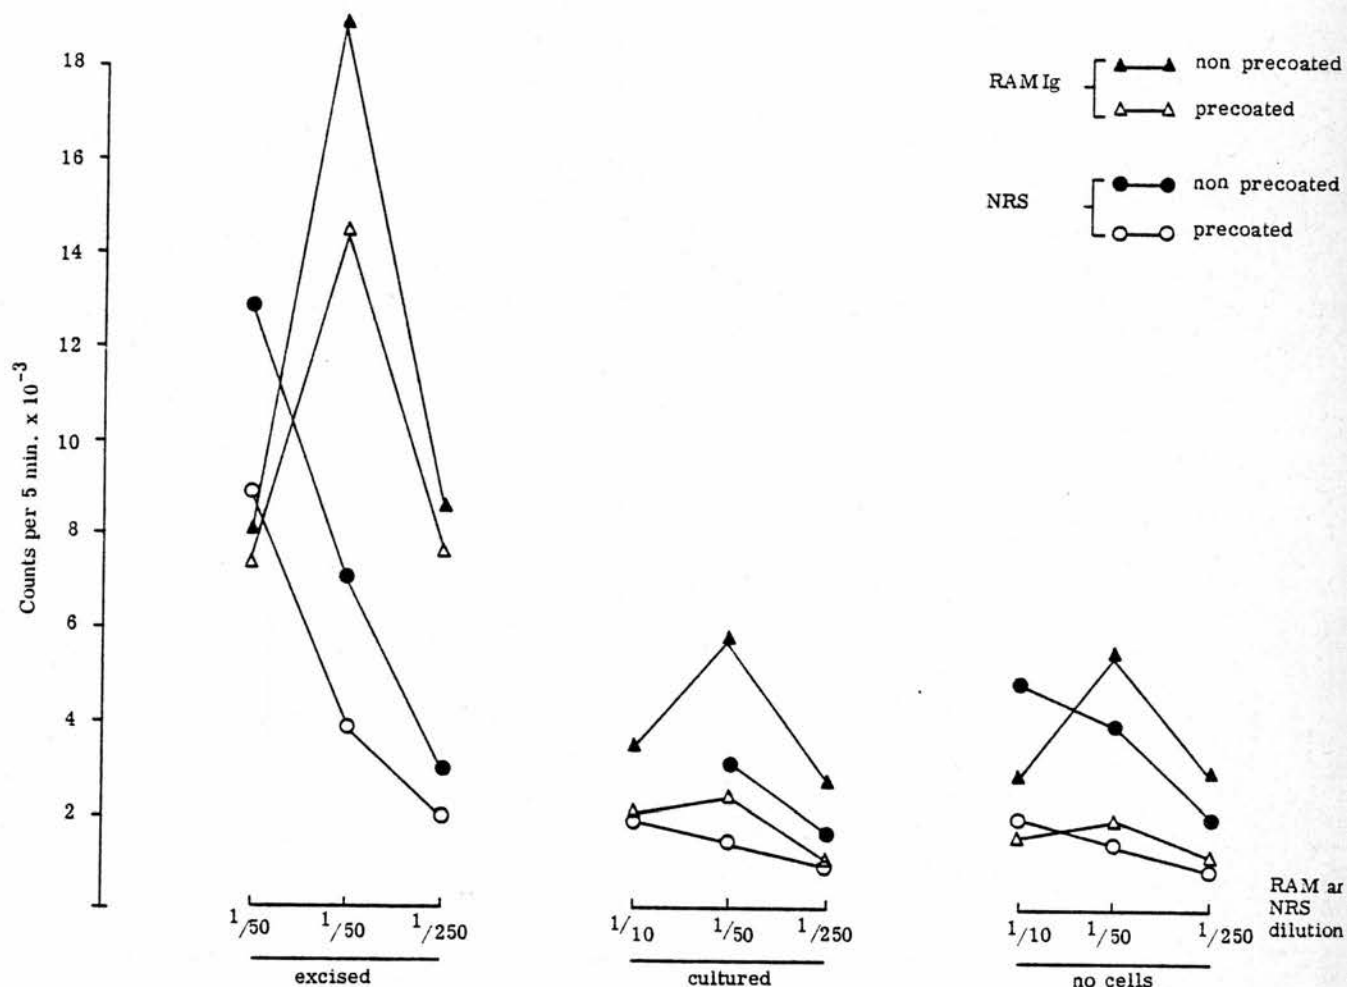 18
16
14
12
10
8
6
4
2
Counts per 5 min. x 10⁻³
RAM Ig
non precoated
precoated
NRS
non precoated
precoated
1/50 1/50 1/250
excised
1/10 1/50 1/250
cultured
1/10 1/50 1/250
no cells
RAM ar
NRS
dilution